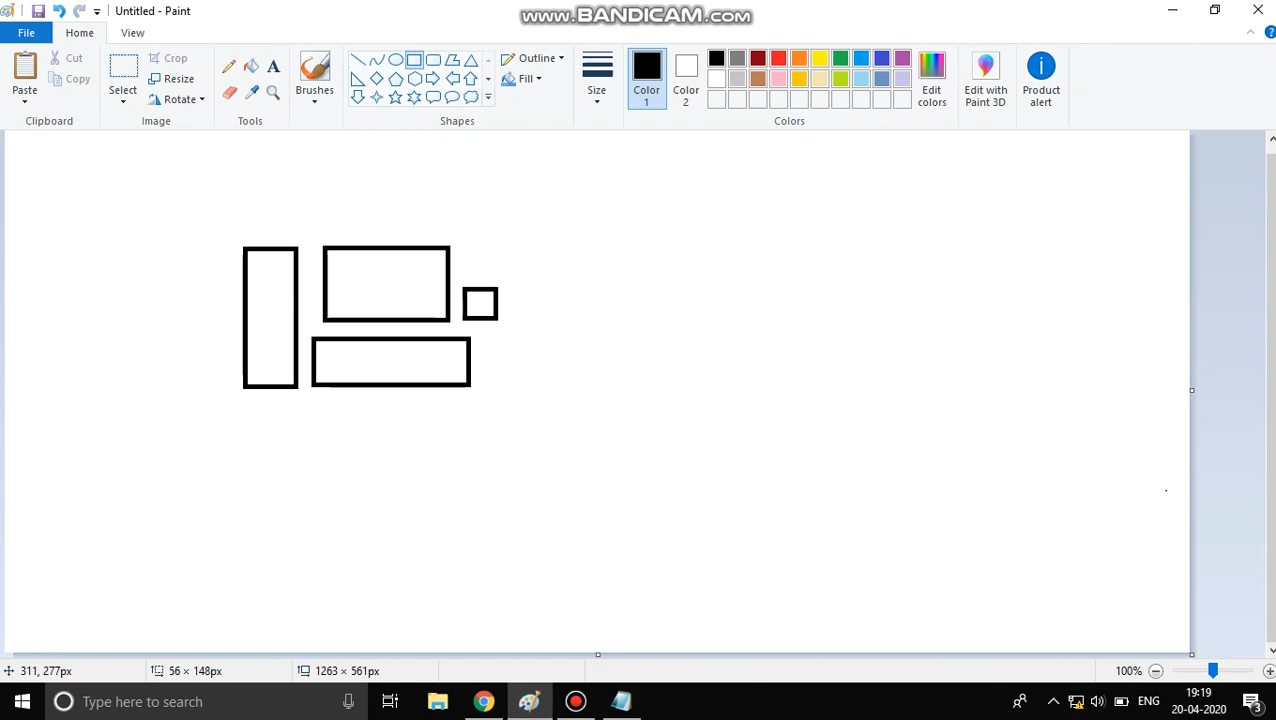 Untitled - Paint
www.BANDICAM.com
File Home View
Paste
Cut
Copy
Clipboard
Select
Crop
Resize
Rotate
Image
A
Tools
Brushes
Outline
Fill
Shapes
Size
Color 1
Color 2
Edit colors
Colors
Edit with Paint 3D
Product alert
311, 277px
56 × 148px
1263 × 561px
100%
Type here to search
ENG
19:19
20-04-2020
3